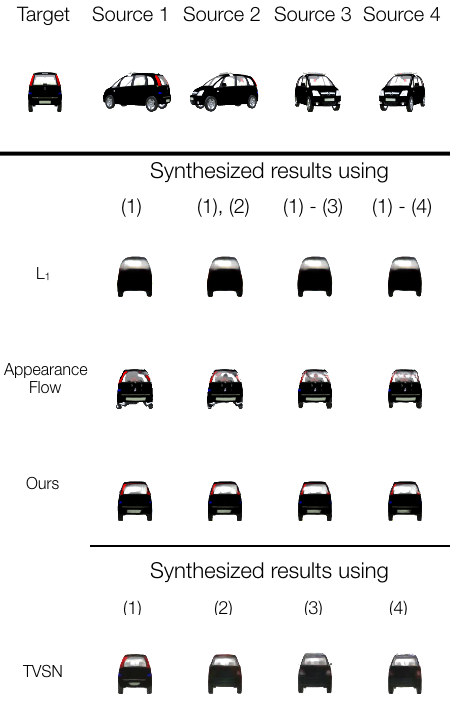 Target Source 1 Source 2 Source 3 Source 4
Synthesized results using
(1) (1), (2) (1) - (3) (1) - (4)
L₁
Appearance
Flow
Ours
Synthesized results using
(1) (2) (3) (4)
TVSN